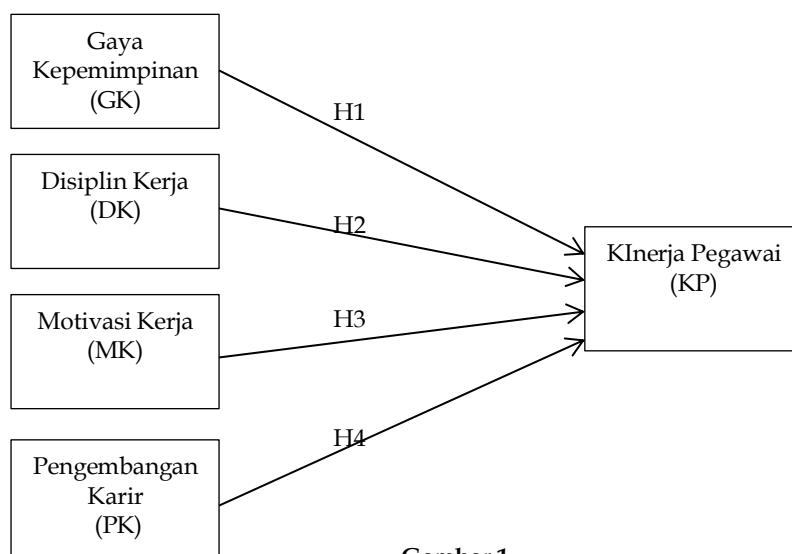 Gaya
Kepemimpinan
(GK)
H1
Disiplin Kerja
(DK)
H2
KInerja Pegawai
(KP)
Motivasi Kerja
(MK)
H3
H4
Pengembangan
Karir
(PK)
Gambar 1